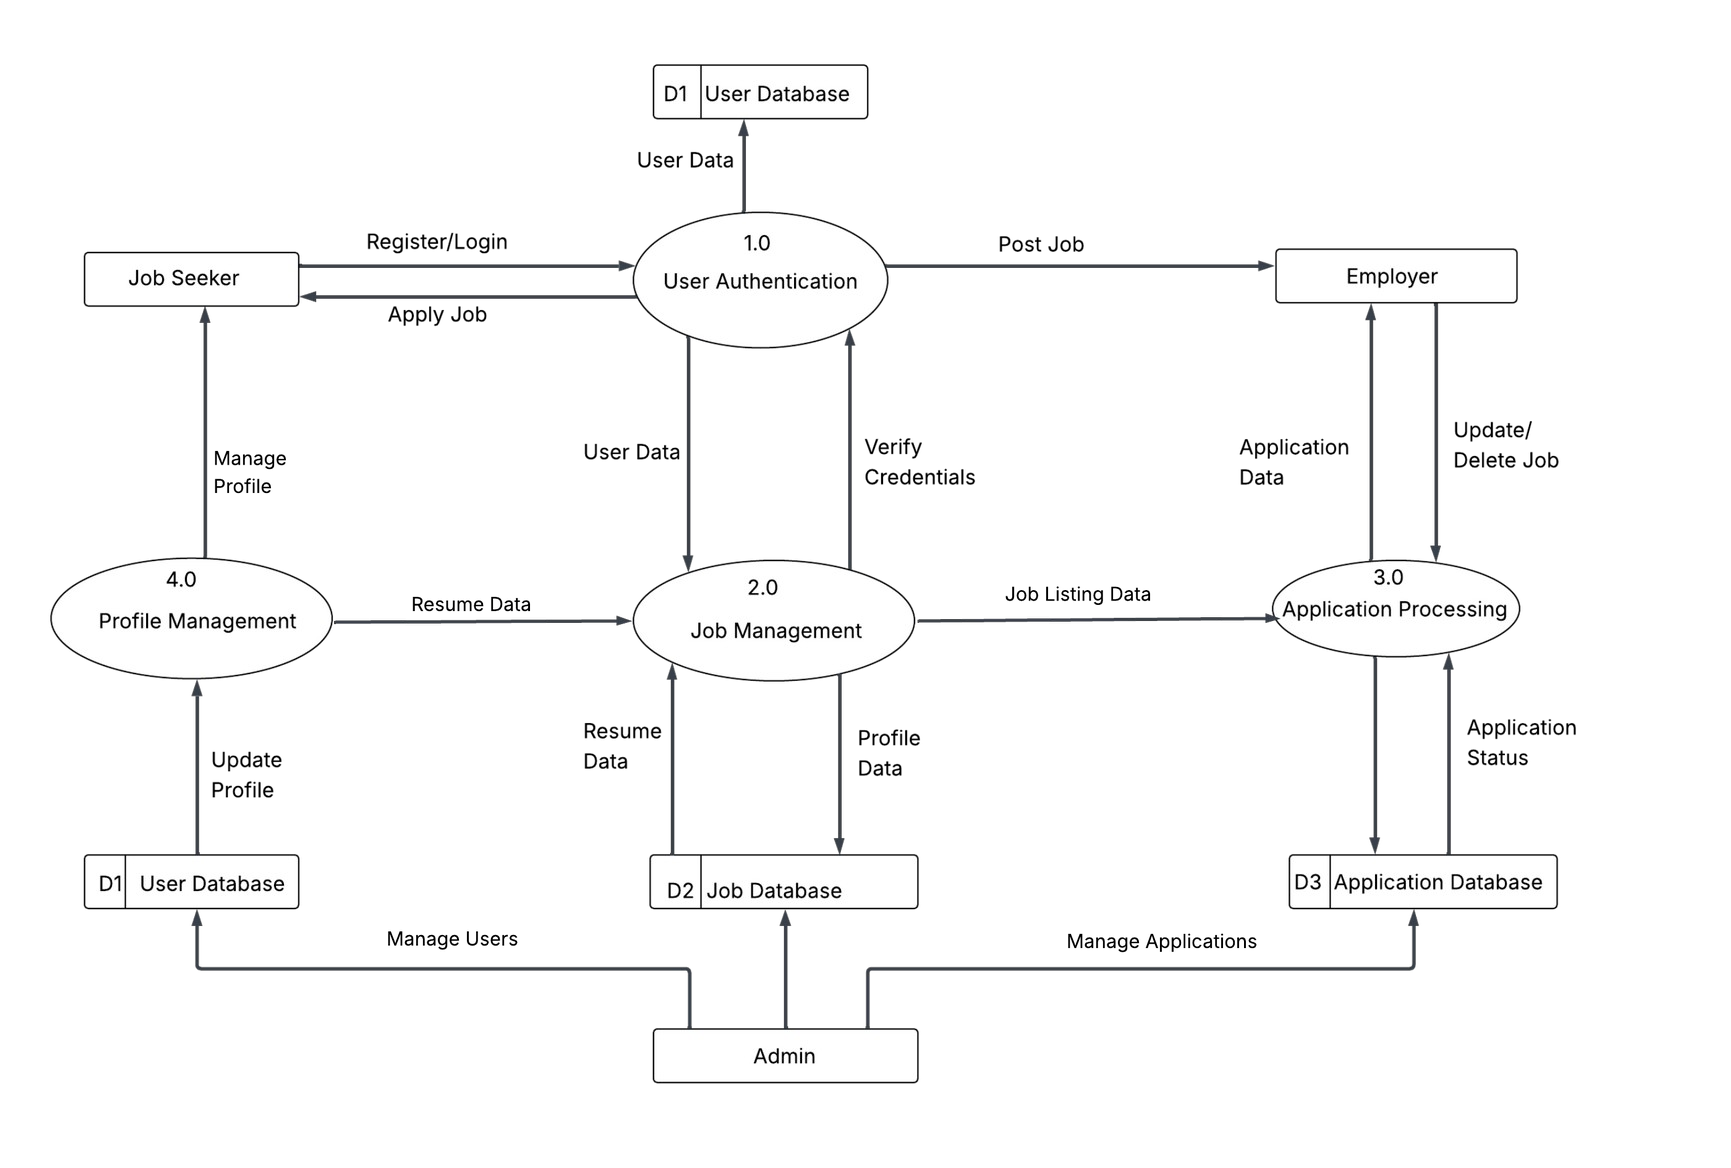 D1 User Database
User Data
1.0
User Authentication
Register/Login
Post Job
Job Seeker
Employer
Apply Job
Manage
Profile
User Data
Verify
Credentials
Application
Data
Update/
Delete Job
4.0
Profile Management
Resume Data
2.0
Job Management
Job Listing Data
3.0
Application Processing
Update
Profile
Resume
Data
Profile
Data
Application
Status
D1 User Database
D2 Job Database
D3 Application Database
Manage Users
Manage Applications
Admin